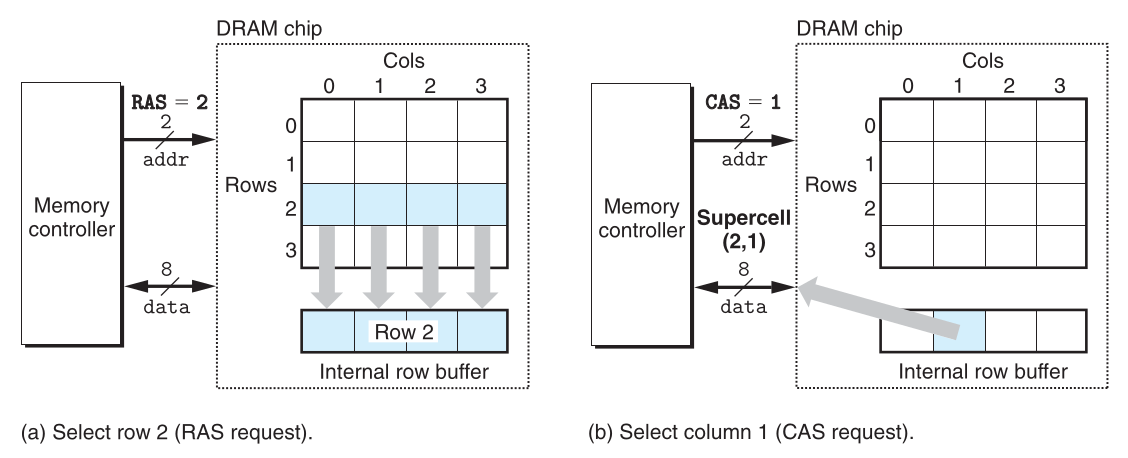 DRAM chip
Cols
0 1 2 3
RAS = 2
2
addr
0
1
Rows
2
3
Memory
controller
8
data
Row 2
Internal row buffer
(a) Select row 2 (RAS request).
DRAM chip
Cols
0 1 2 3
CAS = 1
2
addr
0
1
Rows
2
3
Memory
controller
Supercell
(2,1)
8
data
Internal row buffer
(b) Select column 1 (CAS request).